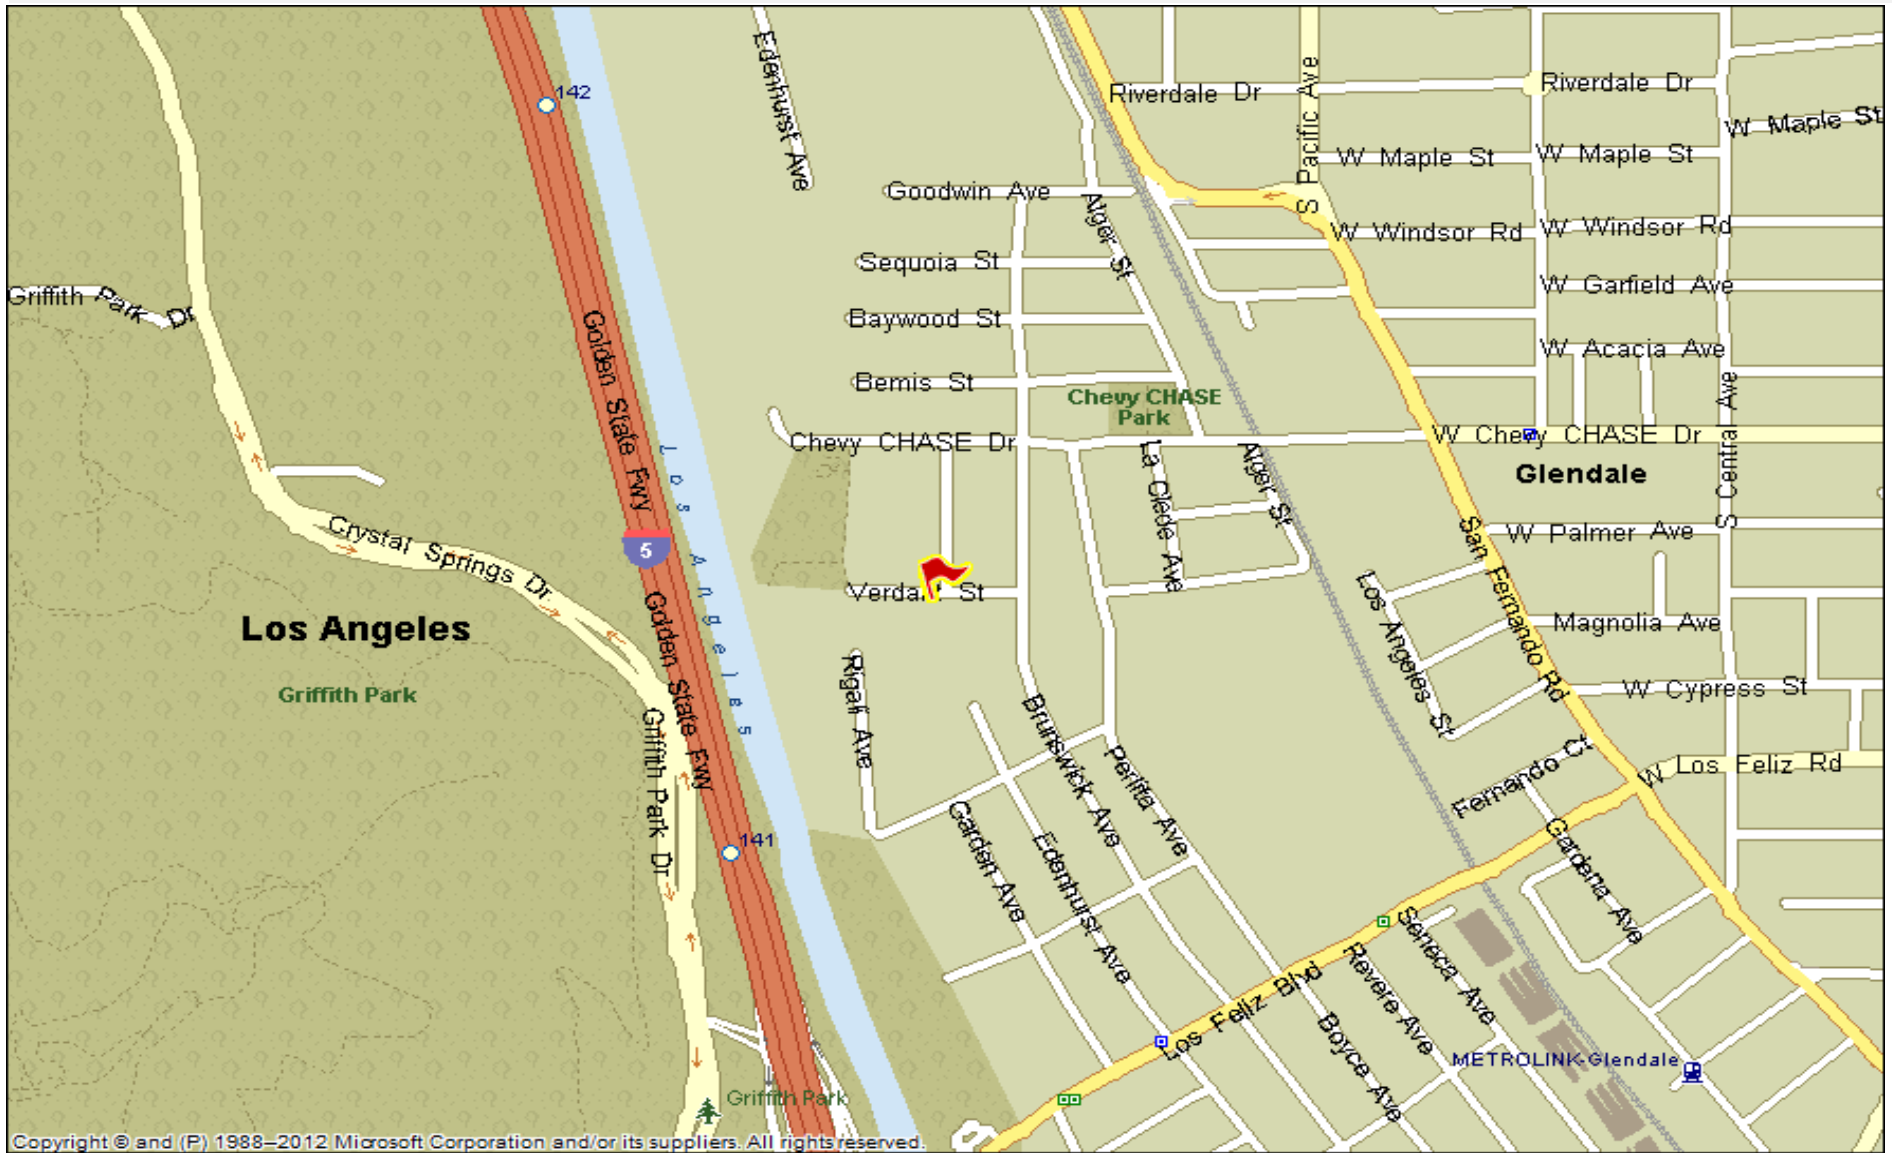 142
Edenhurst Ave
Riverdale Dr
S Pacific Ave
Riverdale Dr
W Maple St
W Maple St
W Maple St
Goodwin Ave
Alger St
W Windsor Rd
W Windsor Rd
Sequoia St
W Garfield Ave
Griffith Park Dr
Baywood St
W Acacia Ave
Bemis St
Chevy CHASE
Park
S Central Ave
Golden State Fwy
Chevy CHASE Dr
W Chevy CHASE Dr
Glendale
La Clede Ave
Alger St
Los Angeles
Crystal Springs Dr
5
San Fernando Rd
W Palmer Ave
St
Los Angeles St
Magnolia Ave
Los Angeles
Griffith Park
Golden State Fwy
Griffith Park Dr
Rigali Ave
Brunswick Ave
Perlita Ave
W Cypress St
Fernando Ct
W Los Feliz Rd
141
Garden Ave
Edenhurst Ave
Gardena Ave
Seneca Ave
Revere Ave
Los Feliz Blvd
Boyce Ave
METROLINK-Glendale
Griffith Park
Copyright © and (P) 1988–2012 Microsoft Corporation and/or its suppliers. All rights reserved.